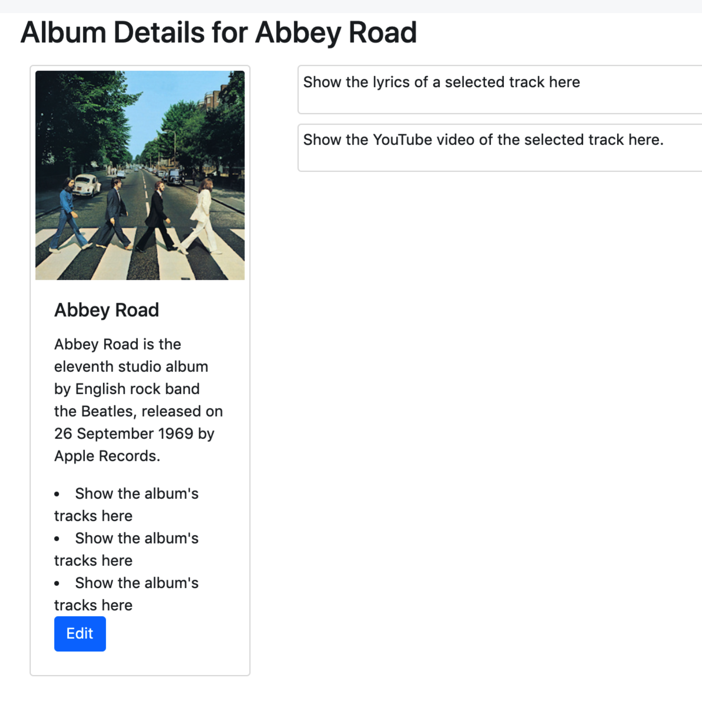 Album Details for Abbey Road
Show the lyrics of a selected track here
Show the YouTube video of the selected track here.
Abbey Road
Abbey Road is the
eleventh studio album
by English rock band
the Beatles, released on
26 September 1969 by
Apple Records.
• Show the album's
tracks here
• Show the album's
tracks here
• Show the album's
tracks here
Edit